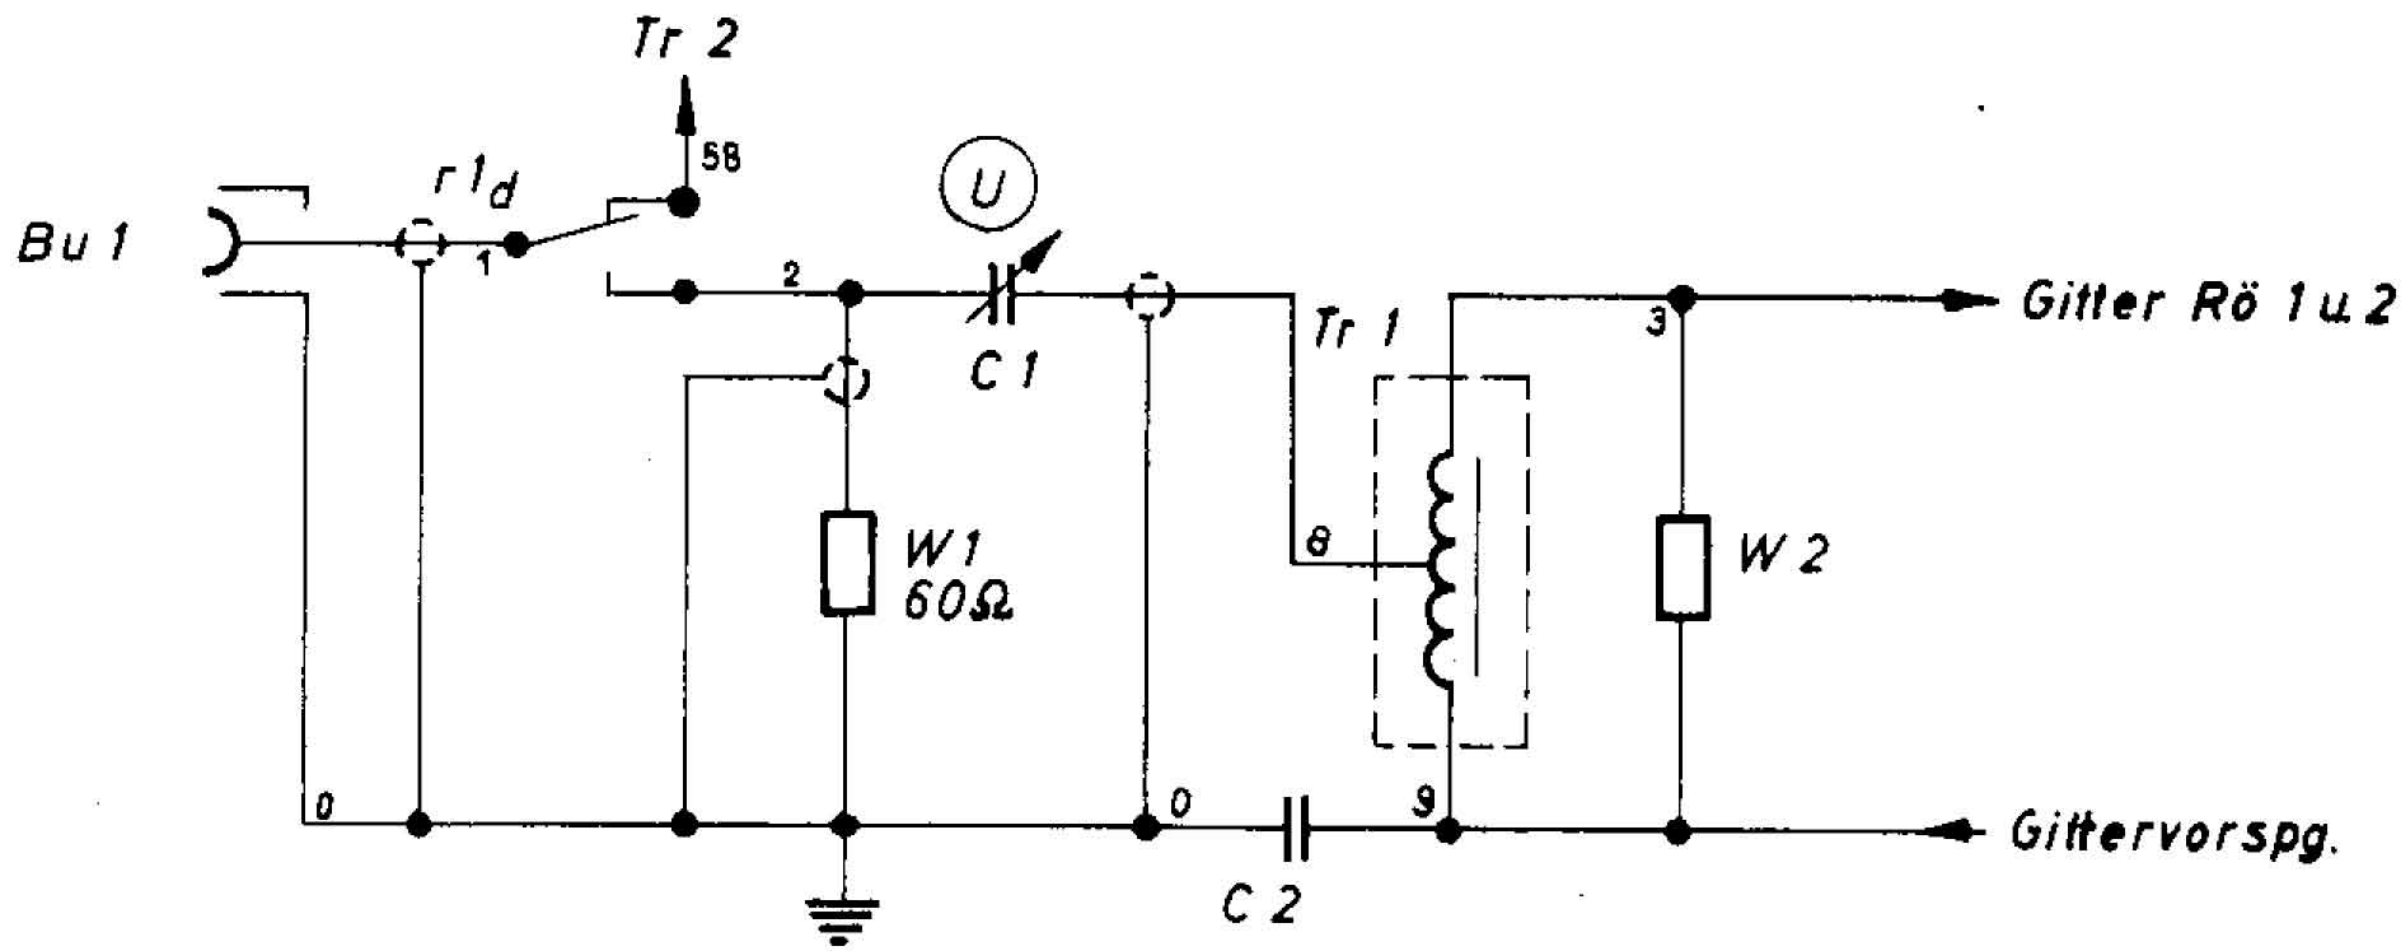 Tr 2
58
r1d
U
Bu 1
1
2
C 1
Tr 1
3
Gitter Rö 1 u. 2
8
W 1
60Ω
W 2
0
0
9
Gittervorspg.
C 2